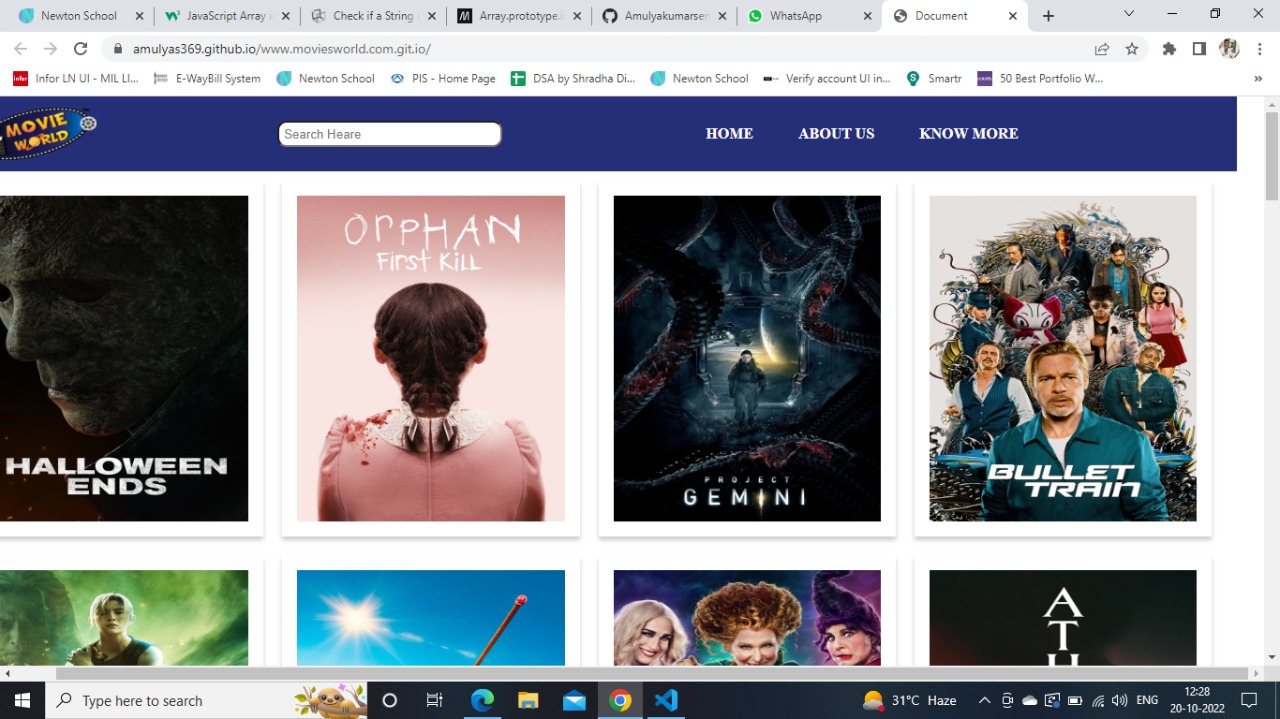 Newton School
JavaScript Array i
Check if a String
Array.prototype.i
Amulyakumarsen
WhatsApp
Document
amulyas369.github.io/www.moviesworld.com.git.io/
Infor LN UI - MIL LI...
E-WayBill System
Newton School
PIS - Home Page
DSA by Shradha Di...
Newton School
Verify account UI in...
Smartr
50 Best Portfolio W...
MOVIE
WORLD
Search Heare
HOME
ABOUT US
KNOW MORE
HALLOWEEN
ENDS
ORPHAN
FIRST KILL
PROJECT
GEMINI
BULLET
TRAIN
A
T H
Type here to search
31°C Haze
ENG
12:28
20-10-2022